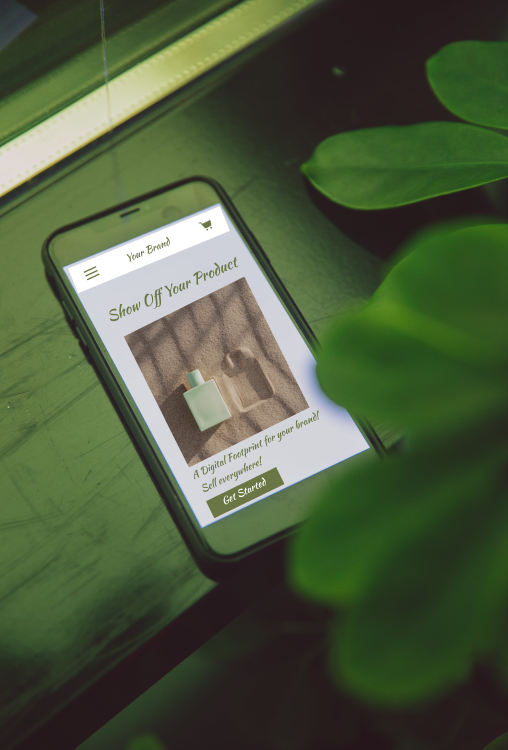 Your Brand
Show Off Your Product
A Digital Footprint for your brand!
Sell everywhere!
Get Started